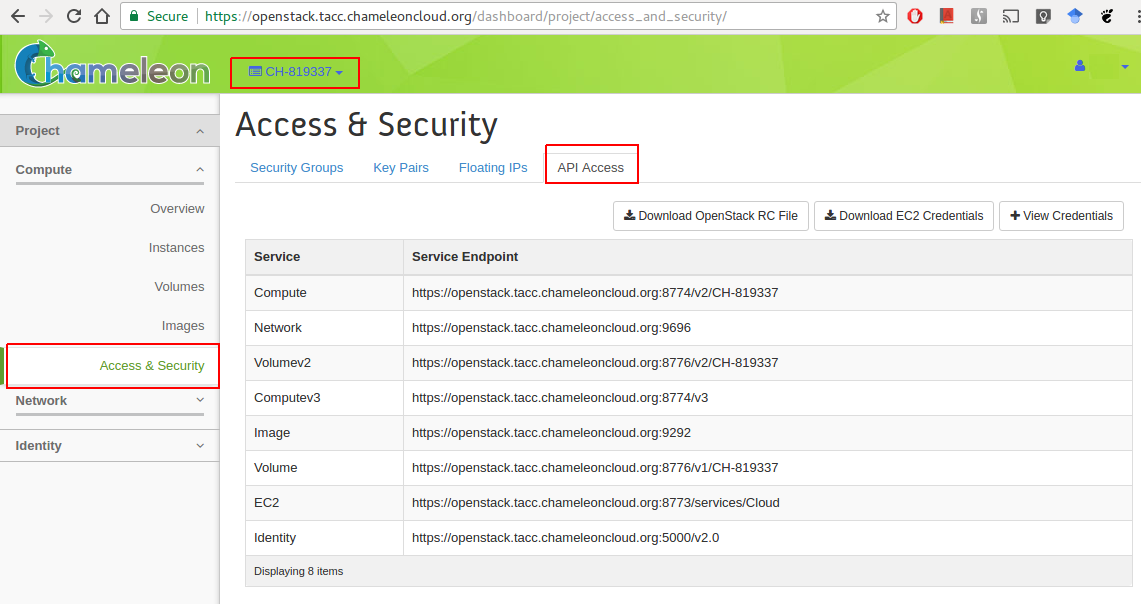 Secure https://openstack.tacc.chameleoncloud.org/dashboard/project/access_and_security/
Chameleon
CH-819337
Project
Compute
Overview
Instances
Volumes
Images
Access & Security
Network
Identity
Access & Security
Security Groups Key Pairs Floating IPs API Access
Download OpenStack RC File Download EC2 Credentials + View Credentials
Service Service Endpoint
Compute https://openstack.tacc.chameleoncloud.org:8774/v2/CH-819337
Network https://openstack.tacc.chameleoncloud.org:9696
Volumev2 https://openstack.tacc.chameleoncloud.org:8776/v2/CH-819337
Computev3 https://openstack.tacc.chameleoncloud.org:8774/v3
Image https://openstack.tacc.chameleoncloud.org:9292
Volume https://openstack.tacc.chameleoncloud.org:8776/v1/CH-819337
EC2 https://openstack.tacc.chameleoncloud.org:8773/services/Cloud
Identity https://openstack.tacc.chameleoncloud.org:5000/v2.0
Displaying 8 items